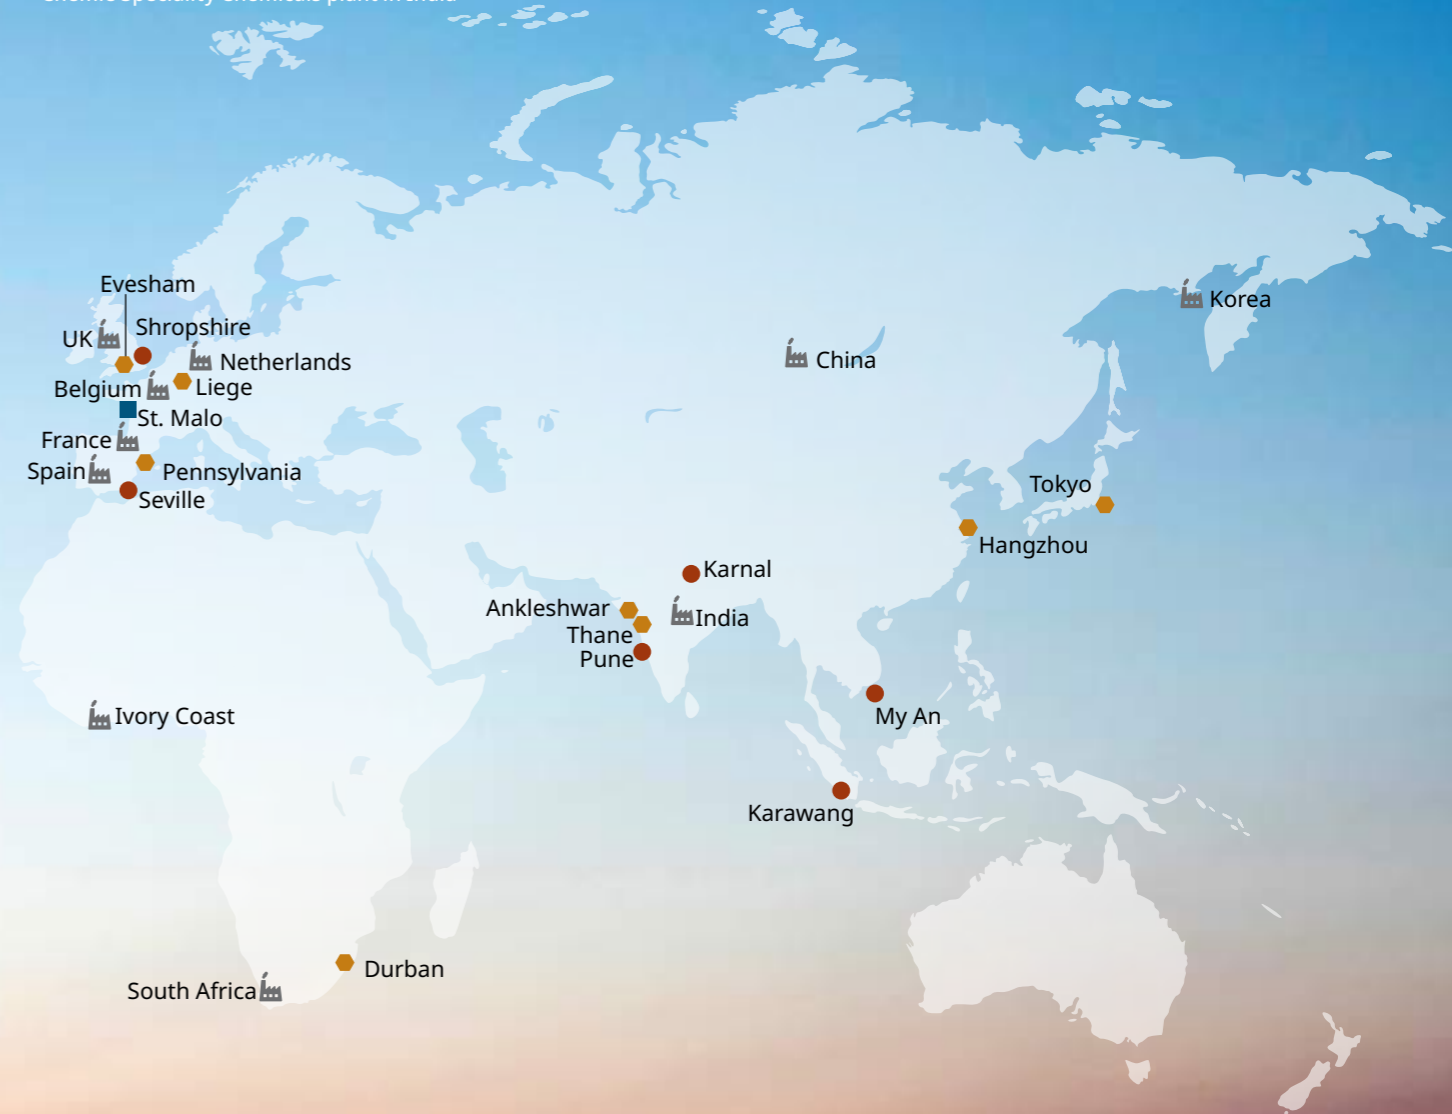 Evesham
Shropshire
UK
Netherlands
Belgium
Liege
St. Malo
France
Spain
Pennsylvania
Seville
Korea
China
Tokyo
Hangzhou
Karnal
Ankleshwar
India
Thane
Pune
My An
Ivory Coast
Karawang
Durban
South Africa